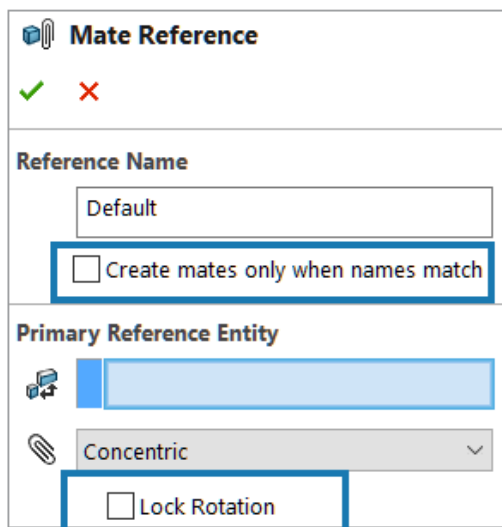 Mate Reference
Reference Name
Default
Create mates only when names match
Primary Reference Entity
Concentric
Lock Rotation